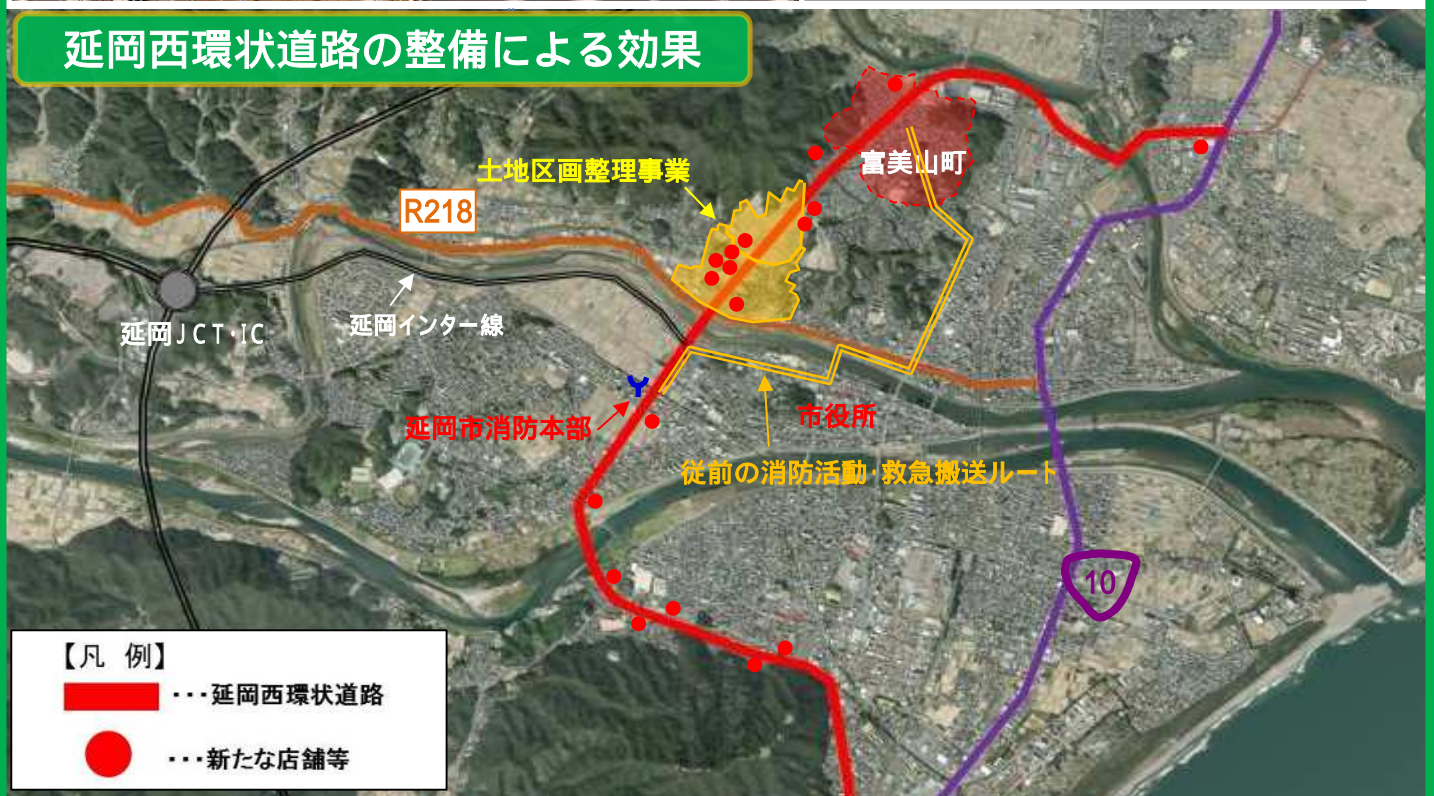 延岡西環状道路の整備による効果
富美山町
土地区画整理事業
R218
延岡JCT・IC
延岡インター線
市役所
延岡市消防本部
従前の消防活動・救急搬送ルート
10
【凡 例】
･･･延岡西環状道路
･･･新たな店舗等